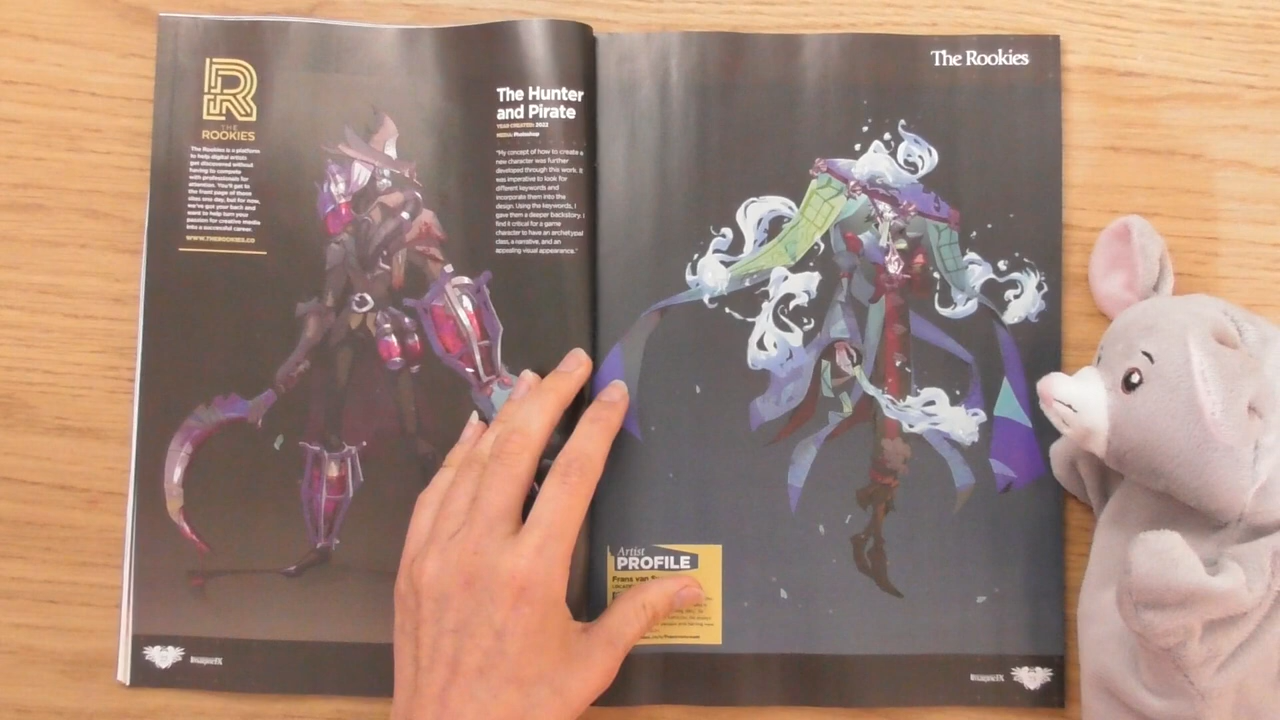 THE
ROOKIES
The Rookies is a platform
to help digital artists
get discovered without
having to compete
with professionals for
attention. You'll get to
the front page of those
sites one day, but for now,
we've got your back and
want to help turn your
passion for creative media
into a successful career.
WWW.THEROOKIES.CO
The Hunter
and Pirate
YEAR CREATED: 2022
MEDIA: Photoshop
"My concept of how to create a
new character was further
developed through this work. It
was imperative to look for
different keywords and
incorporate them into the
design. Using the keywords, I
gave them a deeper backstory. I
find it critical for a game
character to have an archetypal
class, a narrative, and an
appealing visual appearance."
The Rookies
Artist
PROFILE
Frans van
ImagineFX
ImagineFX